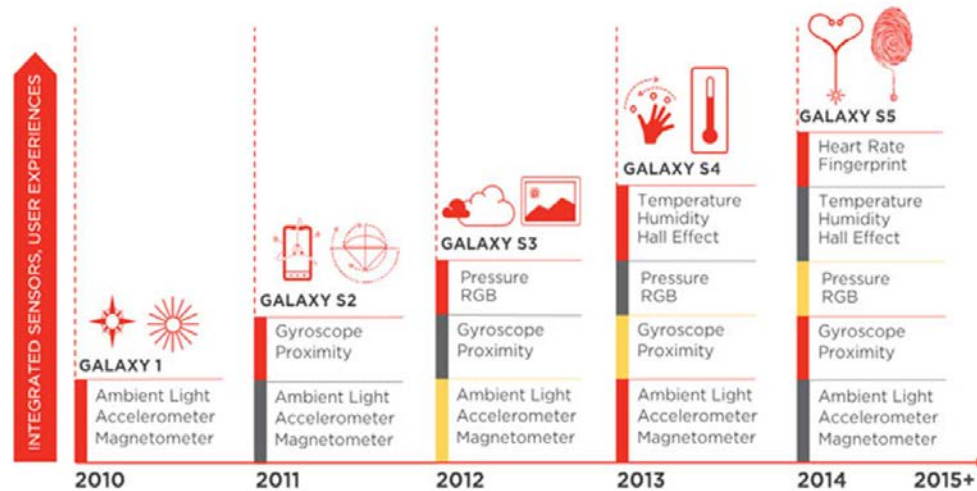 INTEGRATED SENSORS, USER EXPERIENCES
GALAXY 1
Ambient Light
Accelerometer
Magnetometer
GALAXY S2
Gyroscope
Proximity
Ambient Light
Accelerometer
Magnetometer
GALAXY S3
Pressure
RGB
Gyroscope
Proximity
Ambient Light
Accelerometer
Magnetometer
GALAXY S4
Temperature
Humidity
Hall Effect
Pressure
RGB
Gyroscope
Proximity
Ambient Light
Accelerometer
Magnetometer
GALAXY S5
Heart Rate
Fingerprint
Temperature
Humidity
Hall Effect
Pressure
RGB
Gyroscope
Proximity
Ambient Light
Accelerometer
Magnetometer
2010 2011 2012 2013 2014 2015+